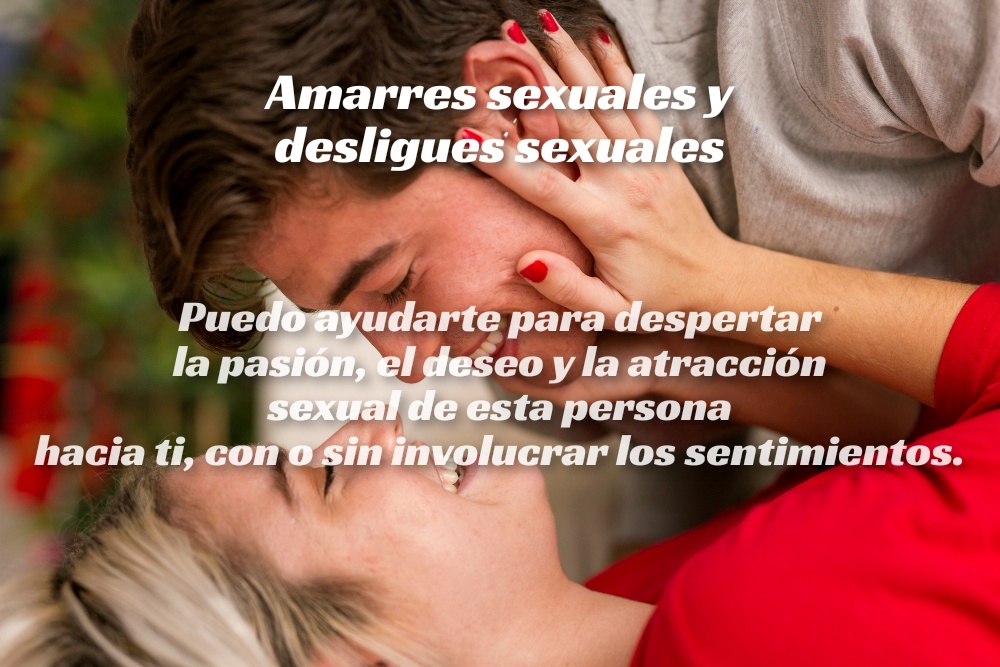 Amarres sexuales y
desligues sexuales
Puedo ayudarte para despertar
la pasión, el deseo y la atracción
sexual de esta persona
hacia ti, con o sin involucrar los sentimientos.